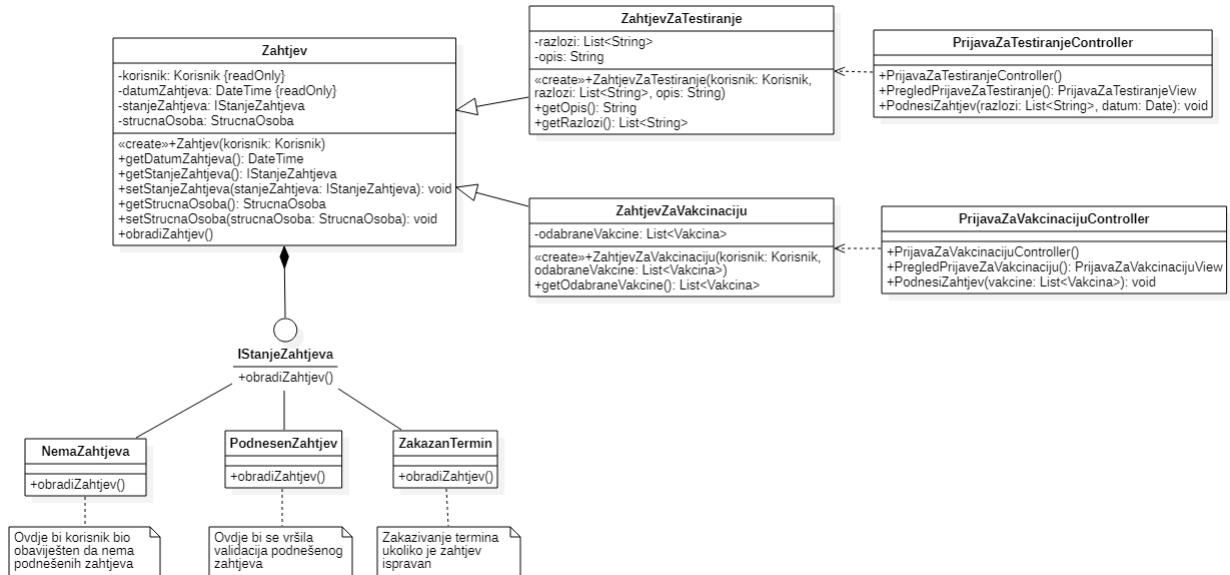 Zahtjev
-korisnik: Korisnik {readOnly}
-datumZahtjeva: DateTime {readOnly}
-stanjeZahtjeva: IStanjeZahtjeva
-strucnaOsoba: StrucnaOsoba
«create»+Zahtjev(korisnik: Korisnik)
+getDatumZahtjeva(): DateTime
+getStanjeZahtjeva(): IStanjeZahtjeva
+setStanjeZahtjeva(stanjeZahtjeva: IStanjeZahtjeva): void
+getStrucnaOsoba(): StrucnaOsoba
+setStrucnaOsoba(strucnaOsoba: StrucnaOsoba): void
+obradiZahtjev()
ZahtjevZaTestiranje
-razlozi: List<String>
-opis: String
«create»+ZahtjevZaTestiranje(korisnik: Korisnik,
razlozi: List<String>, opis: String)
+getOpis(): String
+getRazlozi(): List<String>
PrijavaZaTestiranjeController
+PrijavaZaTestiranjeController()
+PregledPrijaveZaTestiranje(): PrijavaZaTestiranjeView
+PodnesiZahtjev(razlozi: List<String>, datum: Date): void
ZahtjevZaVakcinaciju
-odabraneVakcine: List<Vakcina>
«create»+ZahtjevZaVakcinaciju(korisnik: Korisnik,
odabraneVakcine: List<Vakcina>)
+getOdabraneVakcine(): List<Vakcina>
PrijavaZaVakcinacijuController
+PrijavaZaVakcinacijuController()
+PregledPrijaveZaVakcinaciju(): PrijavaZaVakcinacijuView
+PodnesiZahtjev(vakcine: List<Vakcina>): void
IStanjeZahtjeva
+obradiZahtjev()
NemaZahtjeva
+obradiZahtjev()
PodnesenZahtjev
+obradiZahtjev()
ZakazanTermin
+obradiZahtjev()
Ovdje bi korisnik bio
obaviješten da nema
podnešenih zahtjeva
Ovdje bi se vršila
validacija podnešenog
zahtjeva
Zakazivanje termina
ukoliko je zahtjev
ispravan